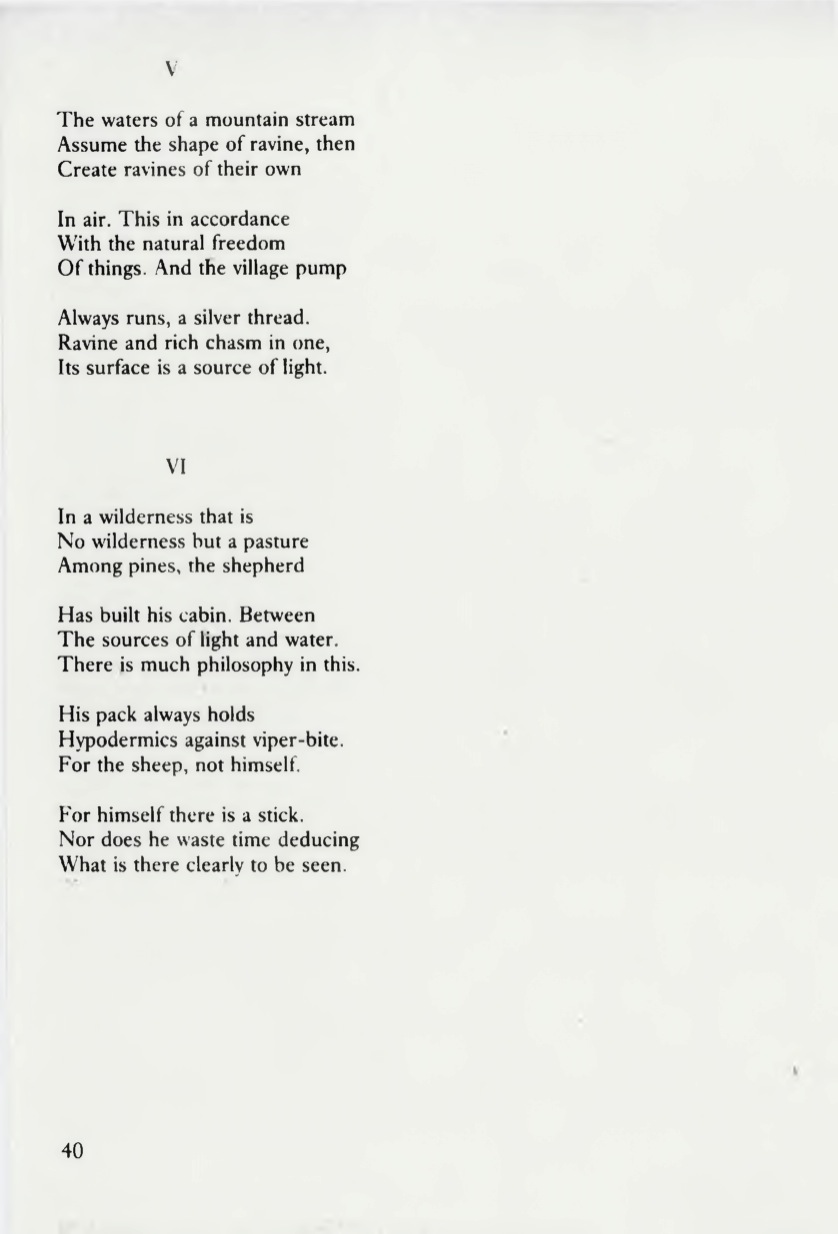 V
The waters of a mountain stream
Assume the shape of ravine, then
Create ravines of their own
In air. This in accordance
With the natural freedom
Of things. And the village pump
Always runs, a silver thread.
Ravine and rich chasm in one,
Its surface is a source of light.
VI
In a wilderness that is
No wilderness but a pasture
Among pines, the shepherd
Has built his cabin. Between
The sources of light and water.
There is much philosophy in this.
His pack always holds
Hypodermics against viper-bite.
For the sheep, not himself.
For himself there is a stick.
Nor does he waste time deducing
What is there clearly to be seen.
40